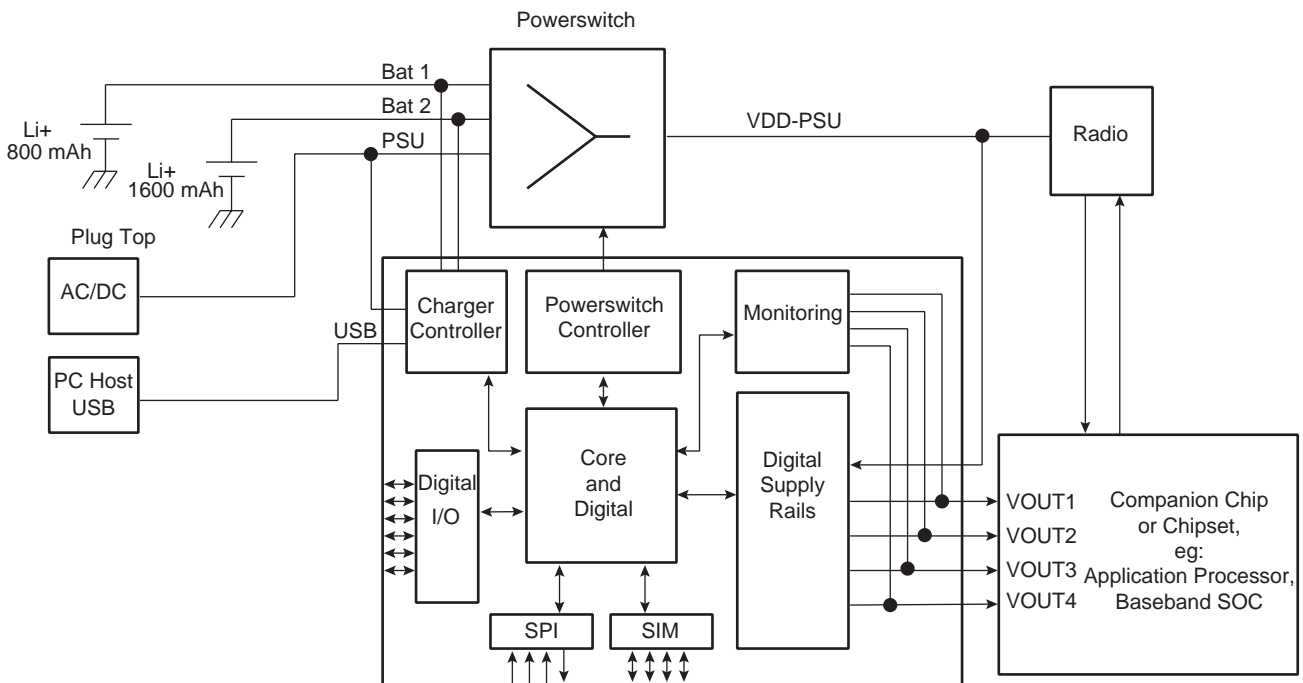 Powerswitch
Bat 1
Bat 2
PSU
Li+
800 mAh
Li+
1600 mAh
VDD-PSU
Radio
Plug Top
AC/DC
PC Host
USB
USB
Charger
Controller
Powerswitch
Controller
Monitoring
Digital
I/O
Core
and
Digital
Digital
Supply
Rails
SPI
SIM
VOUT1
VOUT2
VOUT3
VOUT4
Companion Chip
or Chipset,
eg:
Application Processor,
Baseband SOC